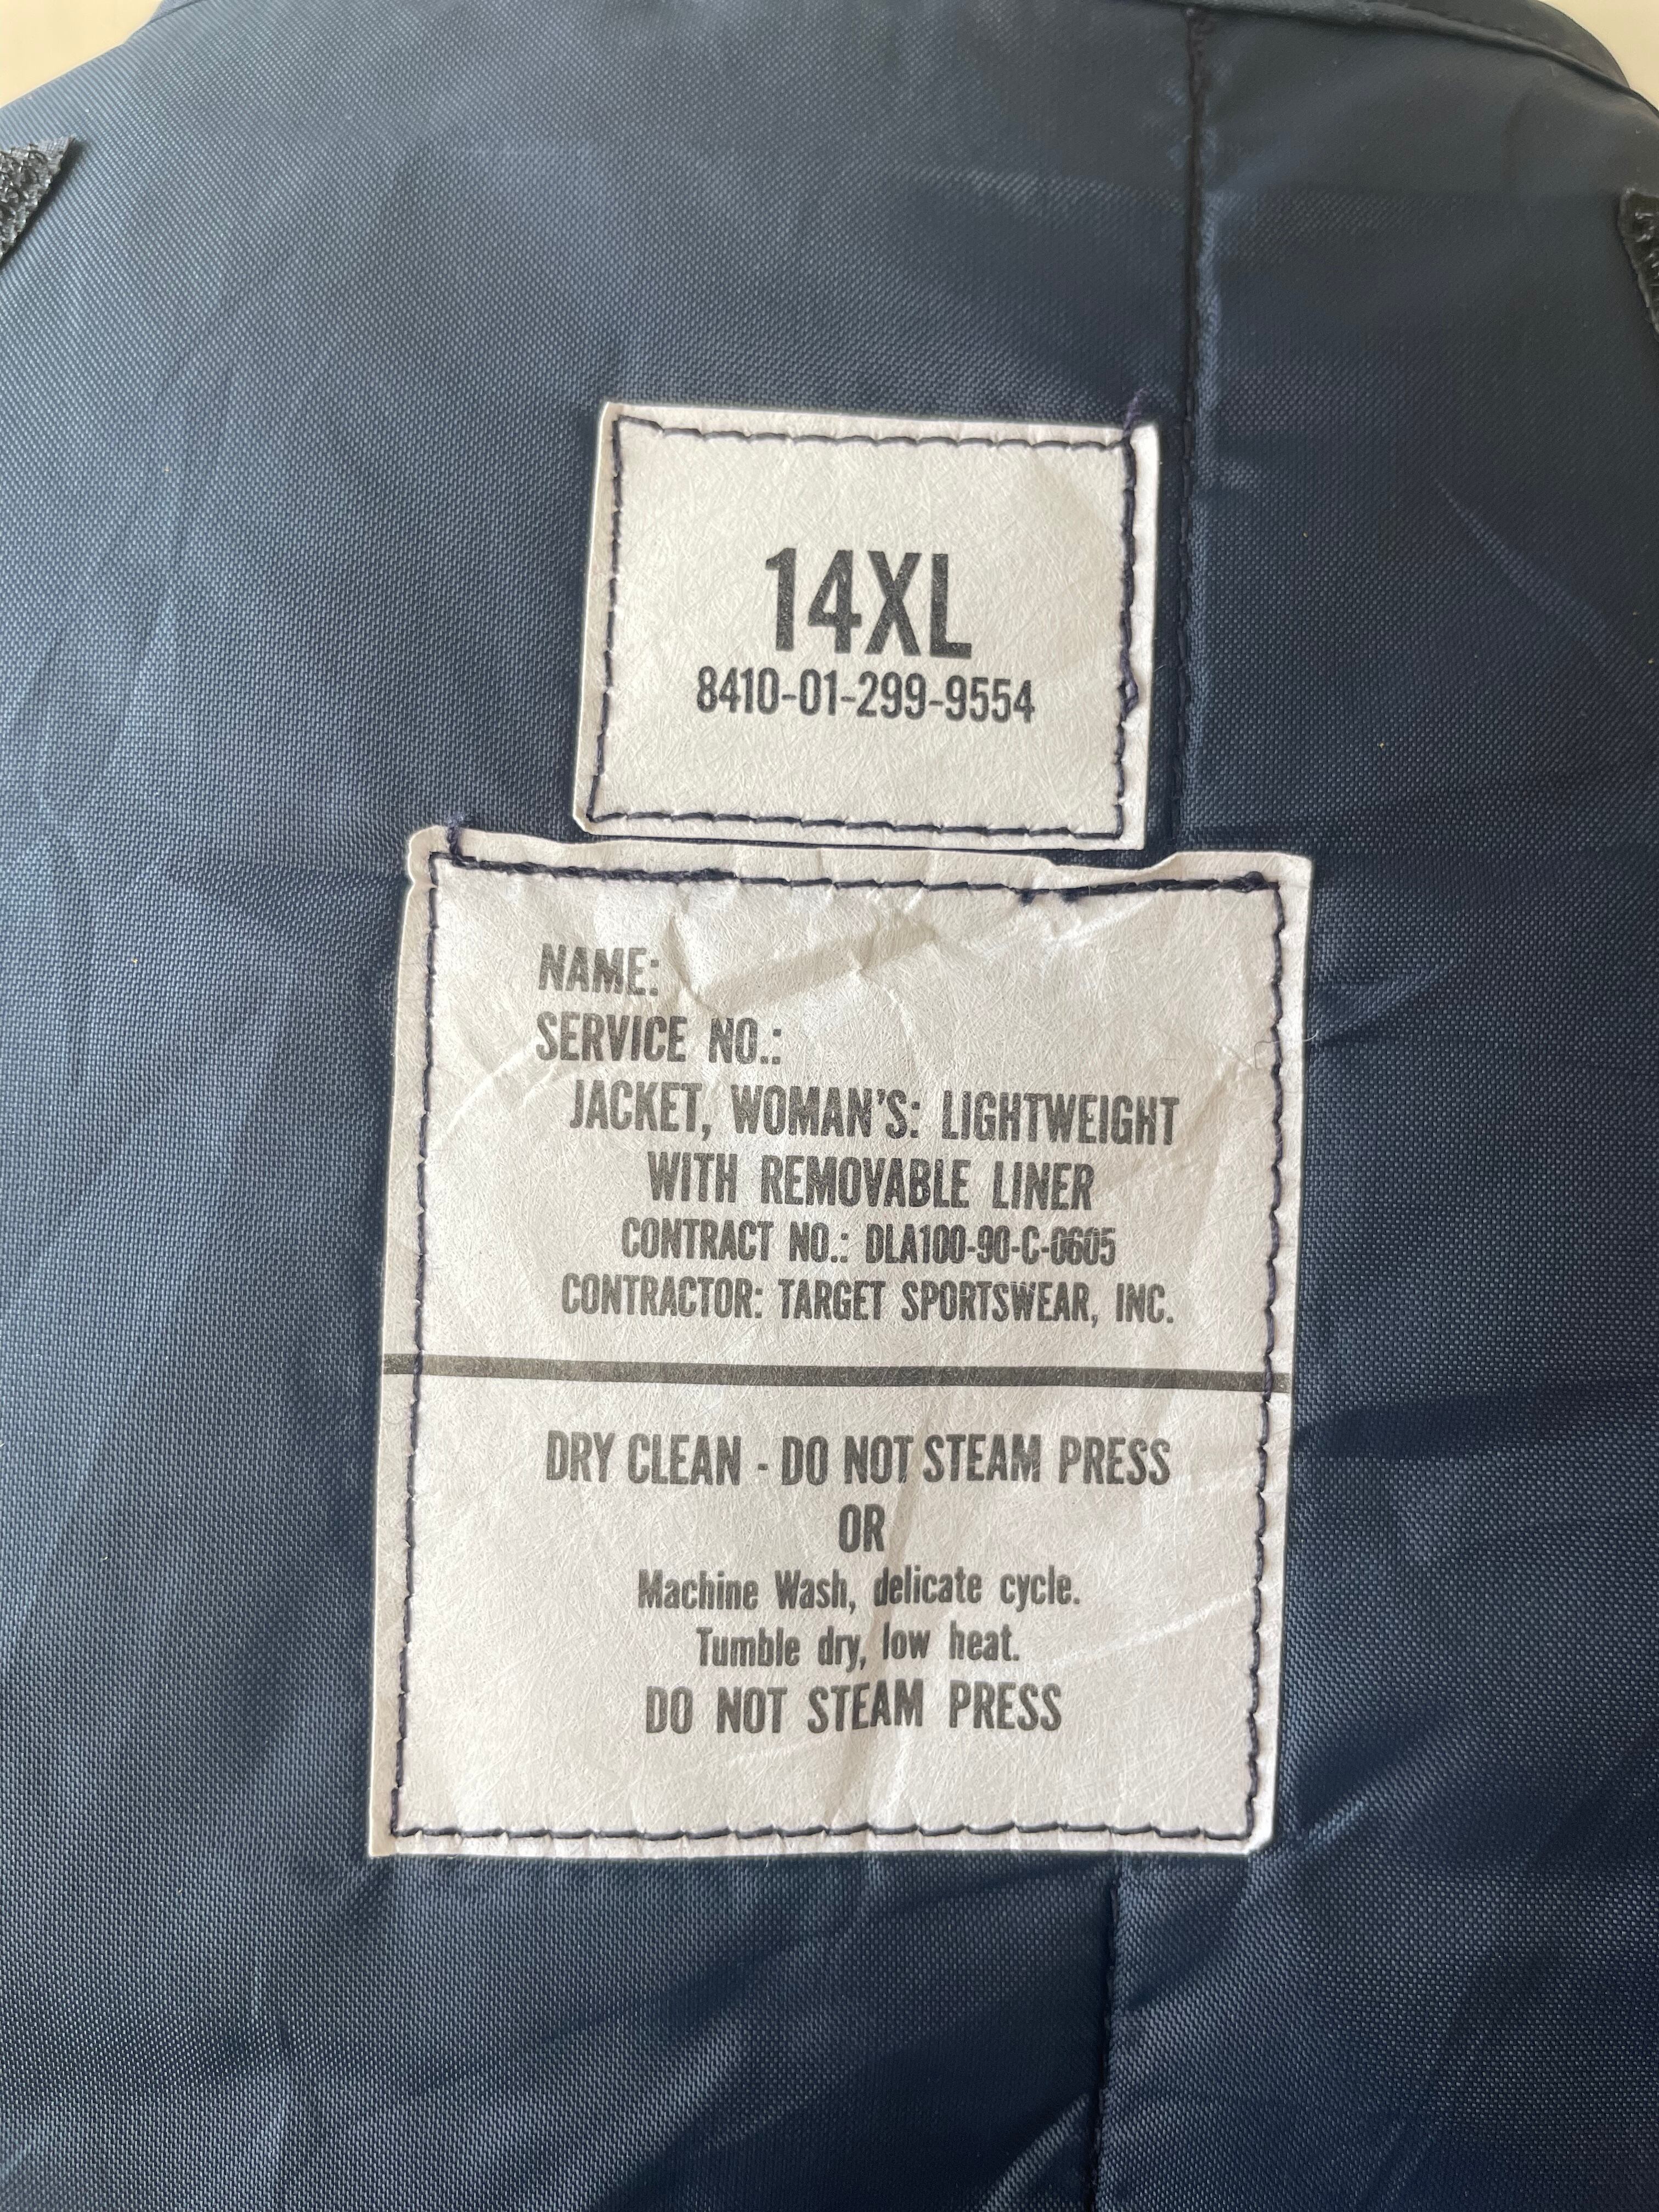 14XL
8410-01-299-9554
NAME:
SERVICE NO.:
JACKET, WOMAN'S: LIGHTWEIGHT
WITH REMOVABLE LINER
CONTRACT NO.: DLA100-90-C-0605
CONTRACTOR: TARGET SPORTSWEAR, INC.
DRY CLEAN - DO NOT STEAM PRESS
OR
Machine Wash, delicate cycle.
Tumble dry, low heat.
DO NOT STEAM PRESS